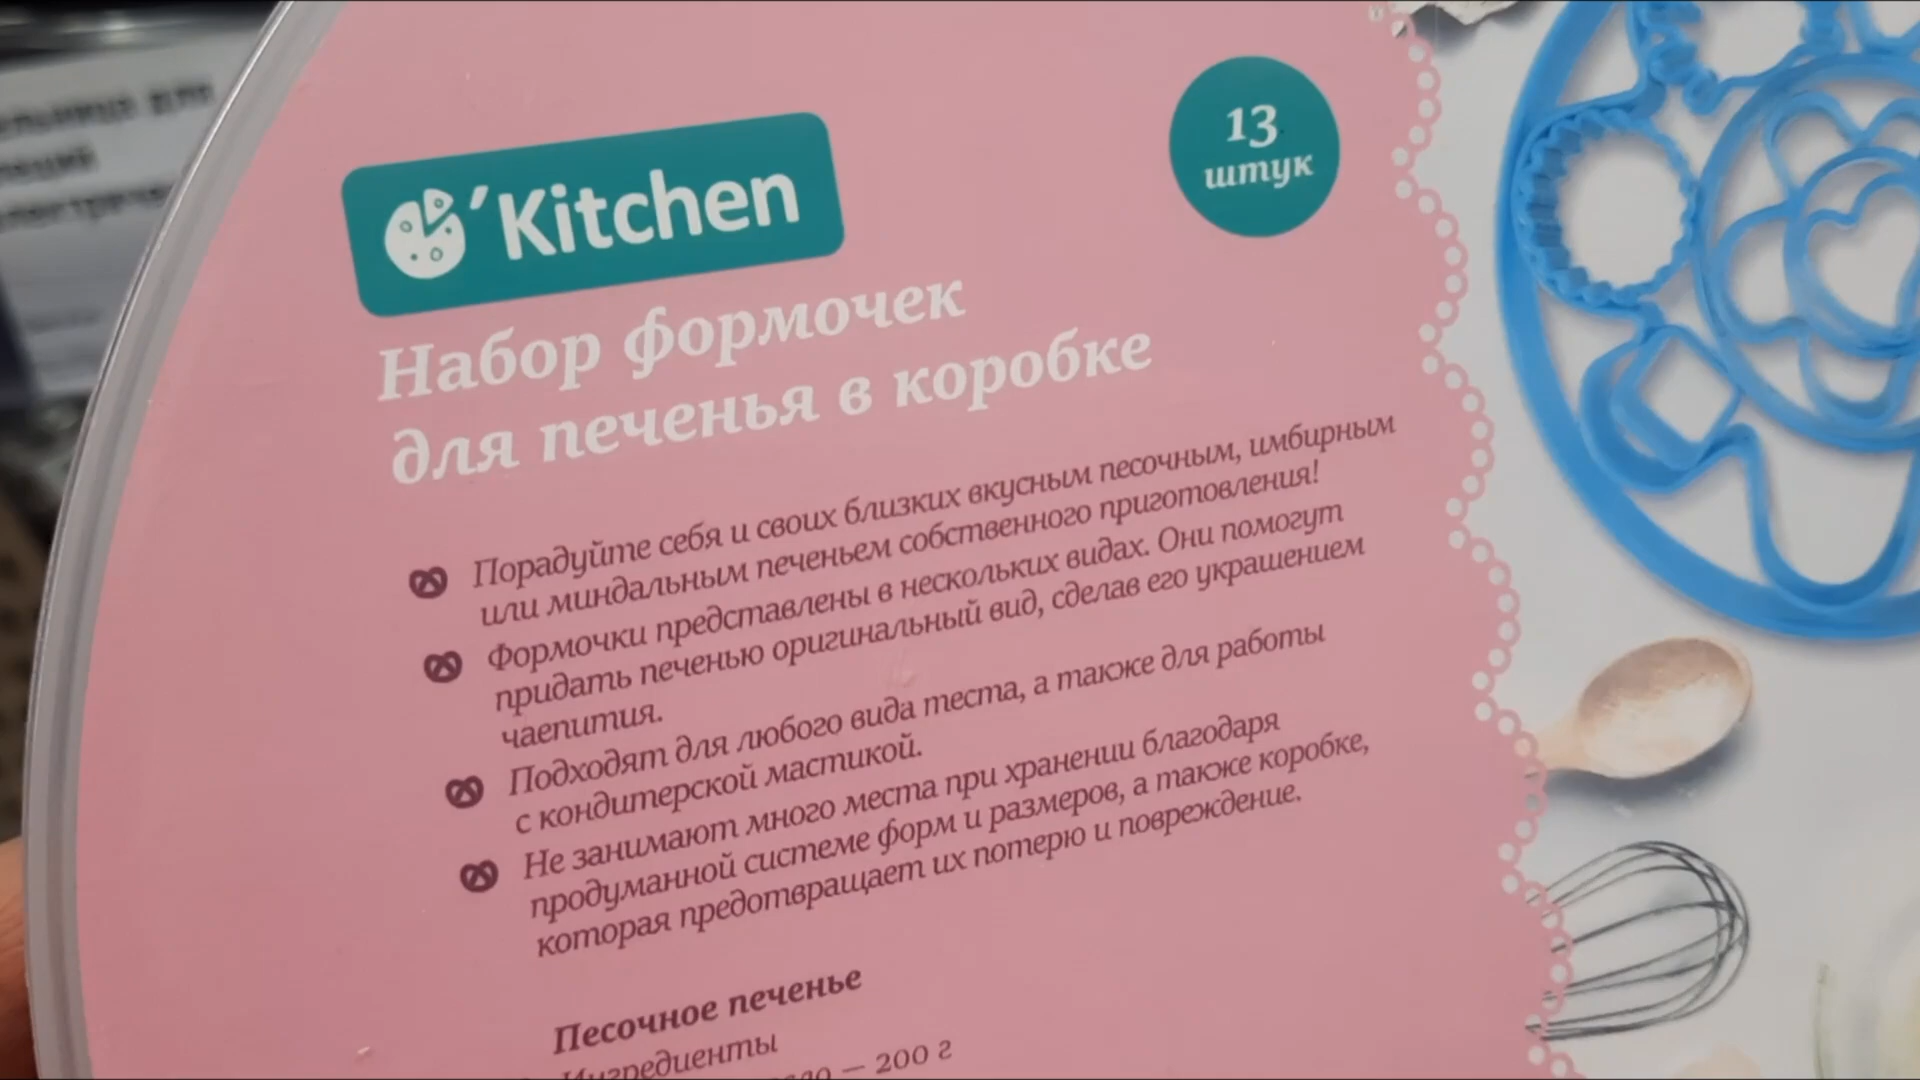 'Kitchen
13
штук
Набор формочек
для печенья в коробке
Порадуйте себя и своих близких вкусным песочным, имбирным
или миндальным печеньем собственного приготовления!
Формочки представлены в нескольких видах. Они помогут
придать печенью оригинальный вид, сделав его украшением
чаепития.
Подходят для любого вида теста, а также для работы
с кондитерской мастикой.
Не занимают много места при хранении благодаря
продуманной системе форм и размеров, а также коробке,
которая предотвращает их потерю и повреждение.
Песочное печенье
Ингредиенты
— 200 г